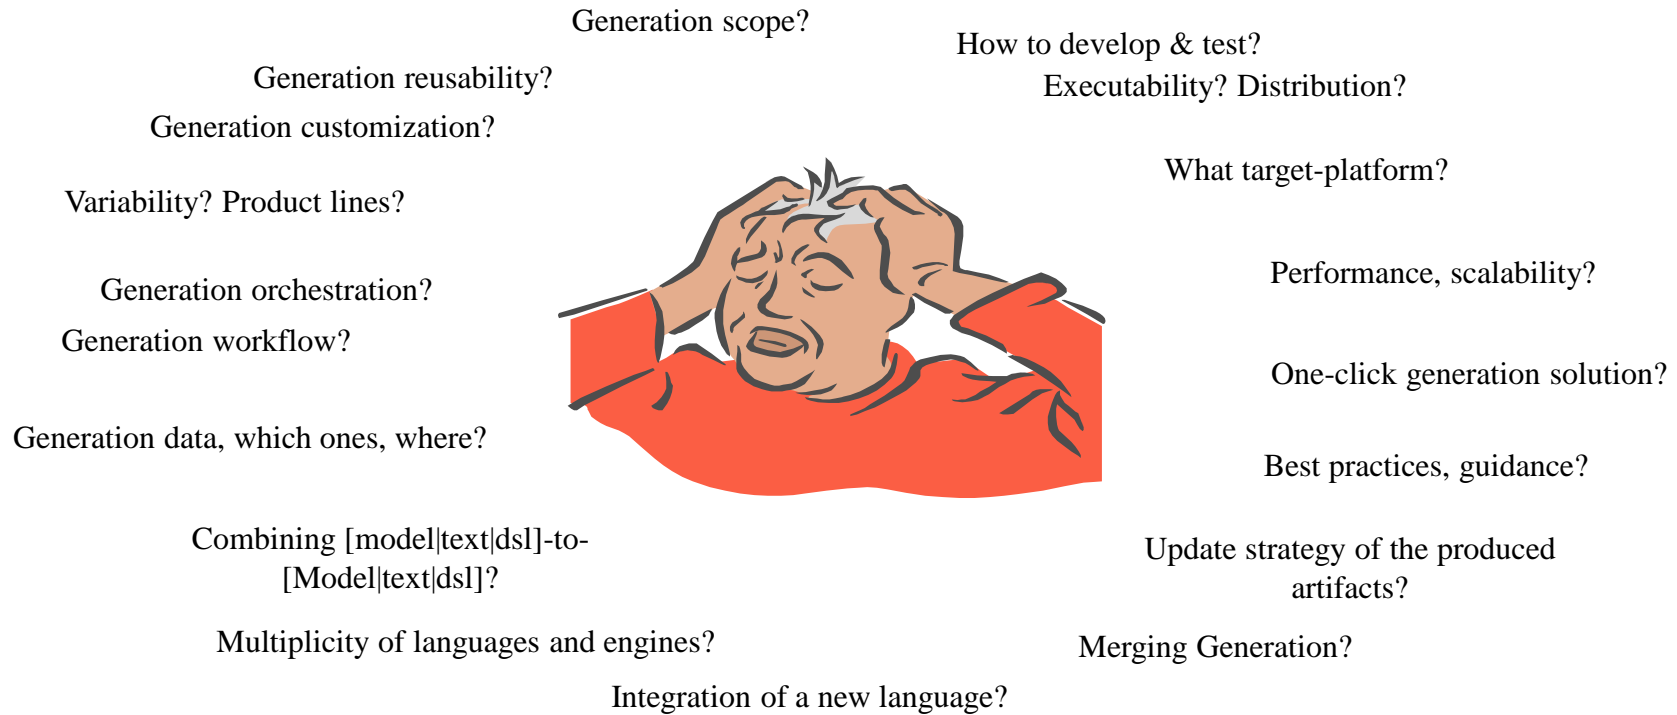 Generation scope?
How to develop & test?
Generation reusability?
Executability? Distribution?
Generation customization?
What target-platform?
Variability? Product lines?
Performance, scalability?
Generation orchestration?
Generation workflow?
One-click generation solution?
Generation data, which ones, where?
Best practices, guidance?
Combining [model|text|dsl]-to-
[Model|text|dsl]?
Update strategy of the produced
artifacts?
Multiplicity of languages and engines?
Merging Generation?
Integration of a new language?